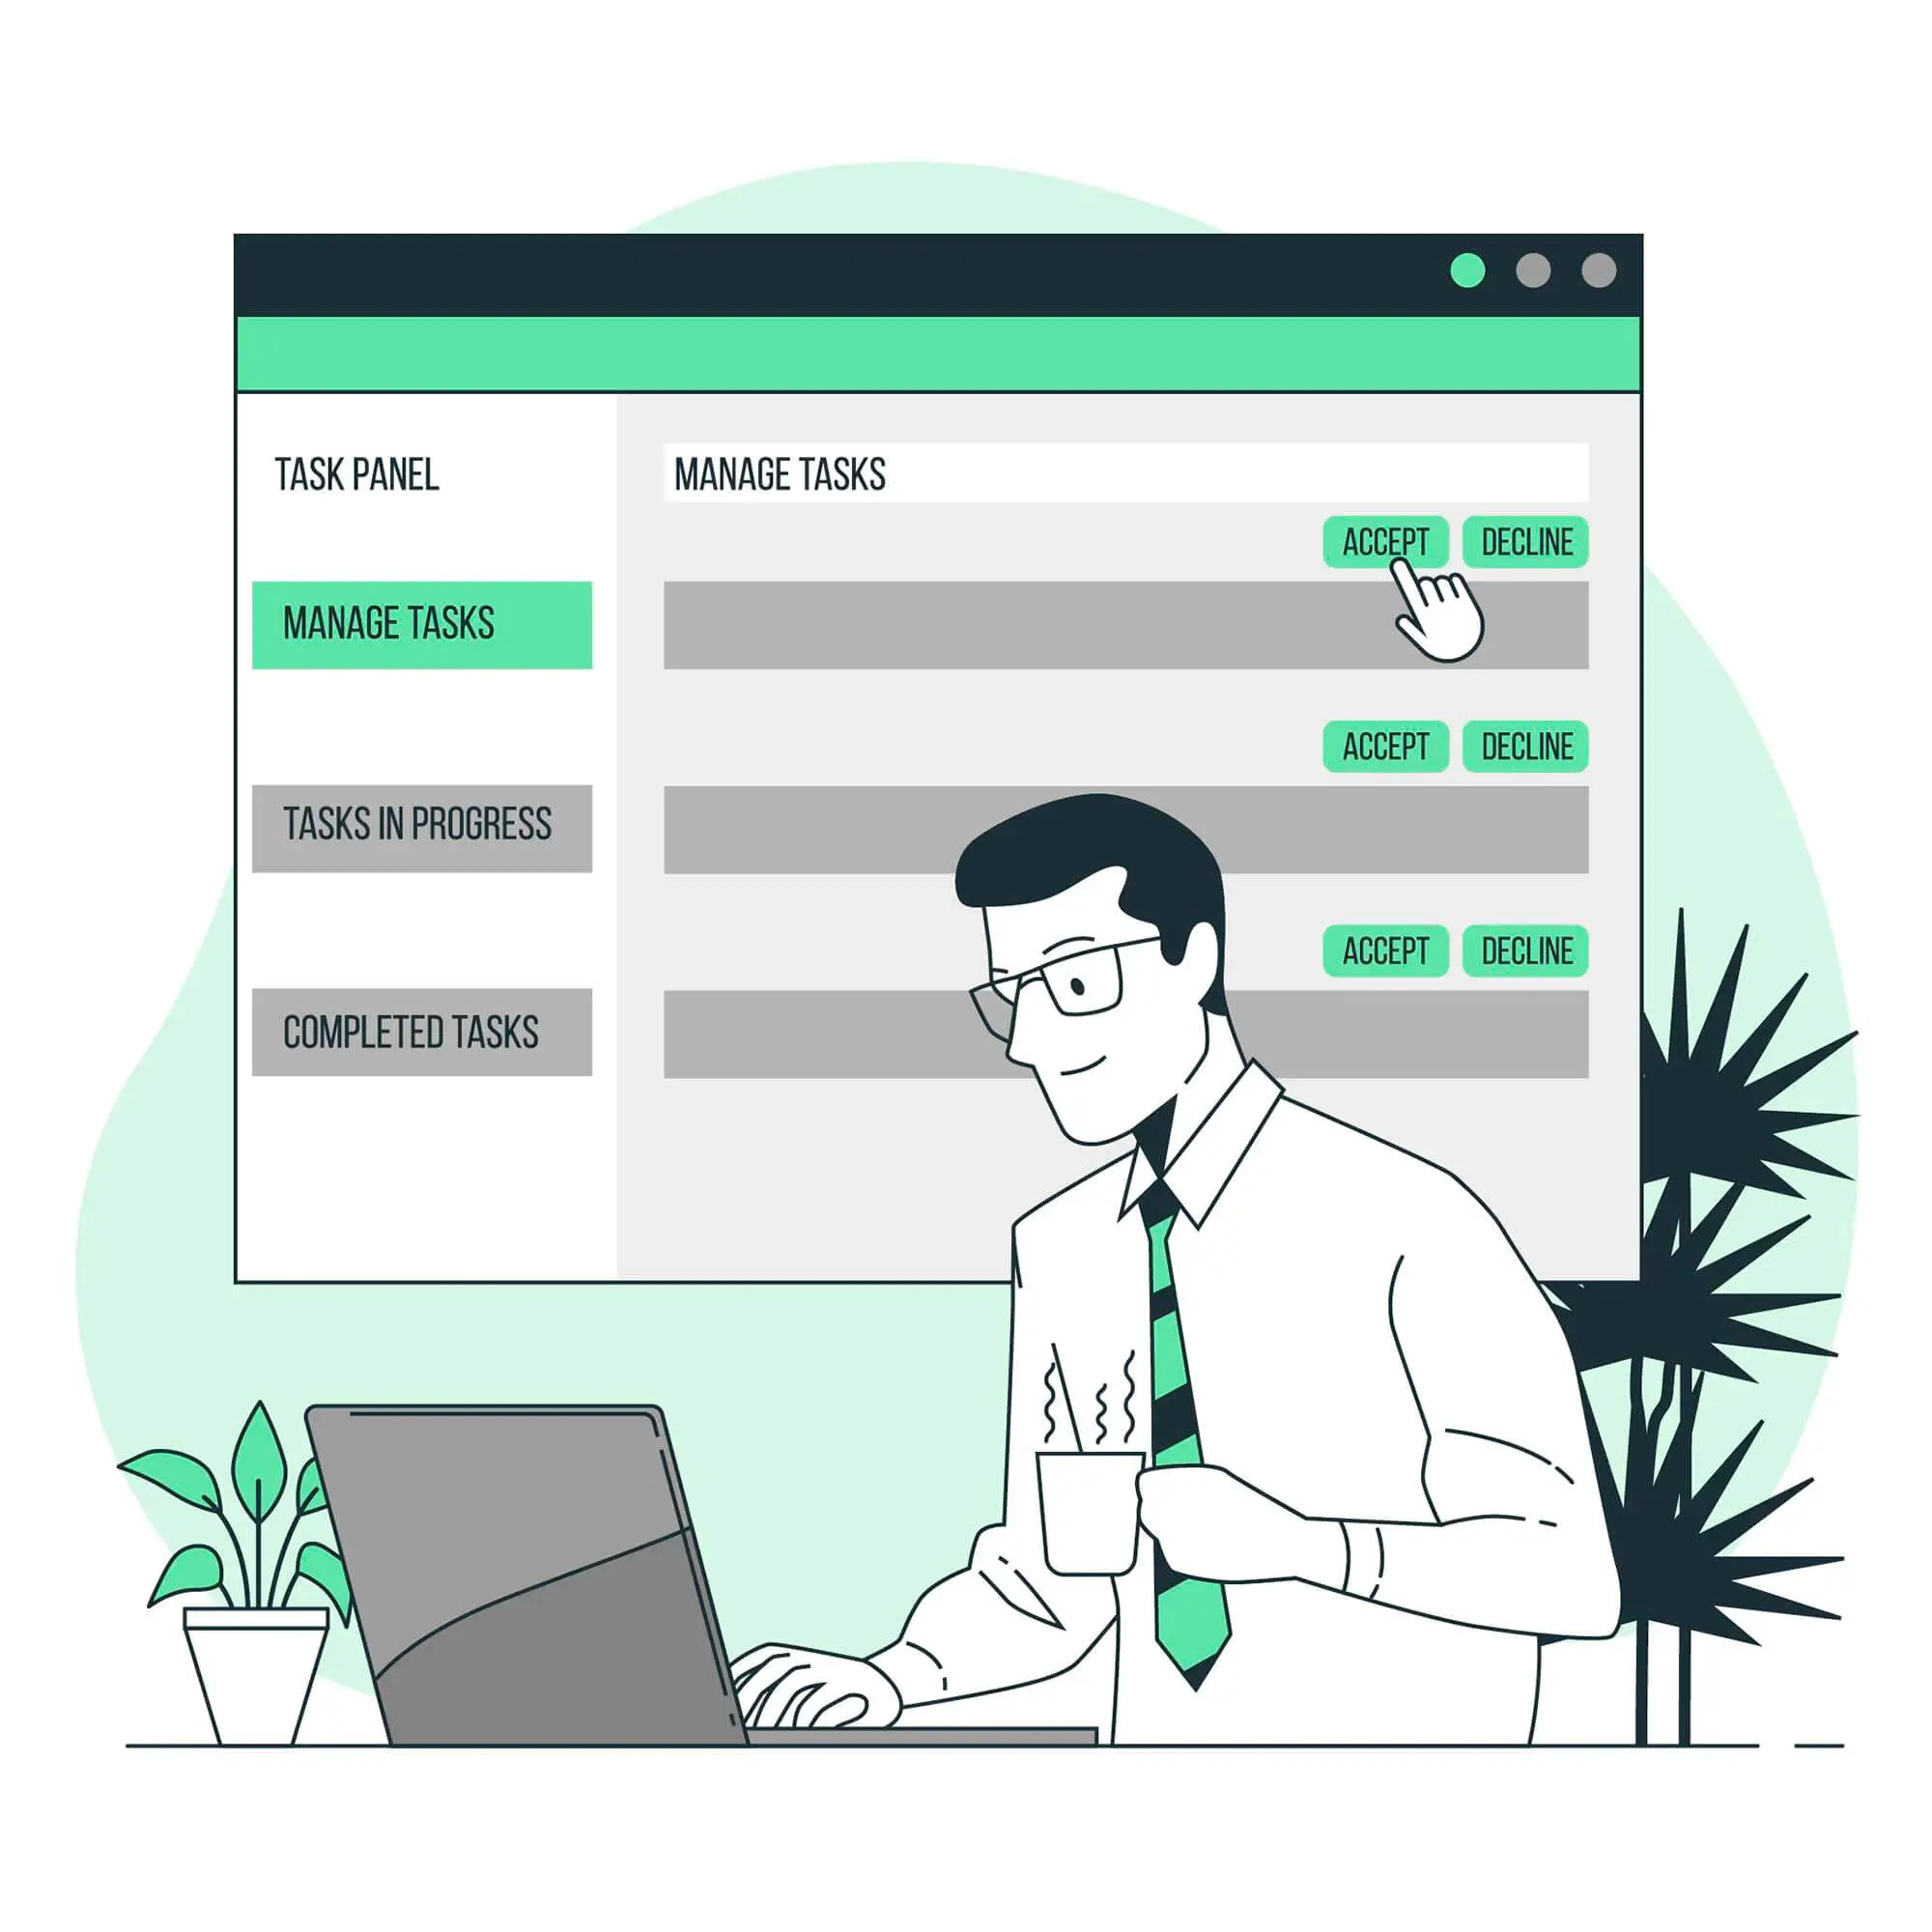 TASK PANEL
MANAGE TASKS
TASKS IN PROGRESS
COMPLETED TASKS
MANAGE TASKS
ACCEPT DECLINE
ACCEPT DECLINE
ACCEPT DECLINE